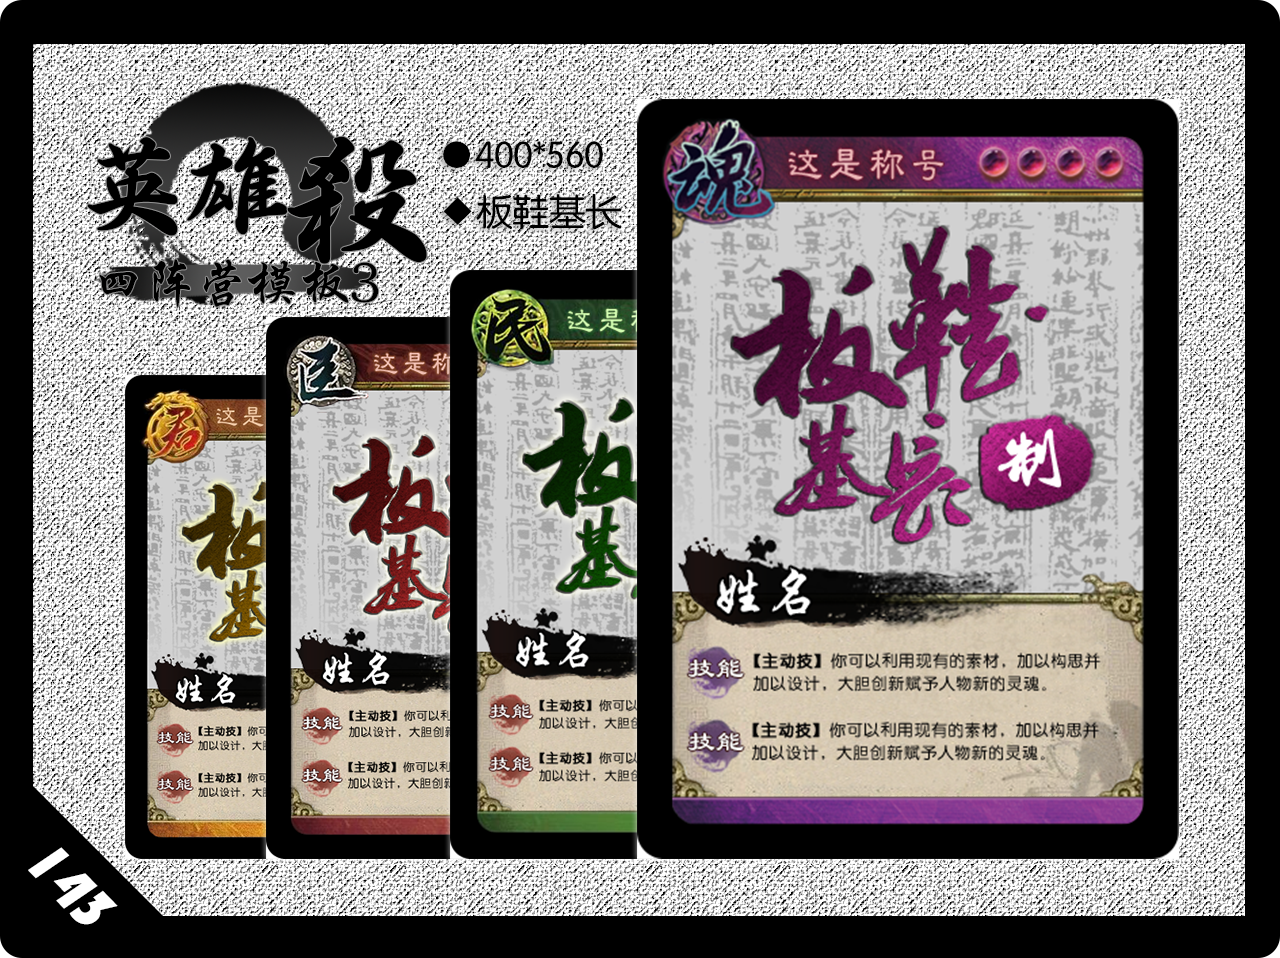 英雄殺
四阵营模板3
●400*560
◆板鞋基长
君
这是
板
基
姓名
技能
【主动技】你可
加以设计，大
技能
【主动技】你可
加以设计，大
臣
这是称
板
基
姓名
技能
【主动技】你可以利
加以设计，大胆创
技能
【主动技】你可以利
加以设计，大胆创新
民
这是
板
基
姓名
技能
【主动技】你可以
加以设计，大胆
技能
【主动技】你可以
加以设计，大胆
魂
这是称号
板鞋
基长
制
姓名
技能
【主动技】你可以利用现有的素材，加以构思并
加以设计，大胆创新赋予人物新的灵魂。
技能
【主动技】你可以利用现有的素材，加以构思并
加以设计，大胆创新赋予人物新的灵魂。
143